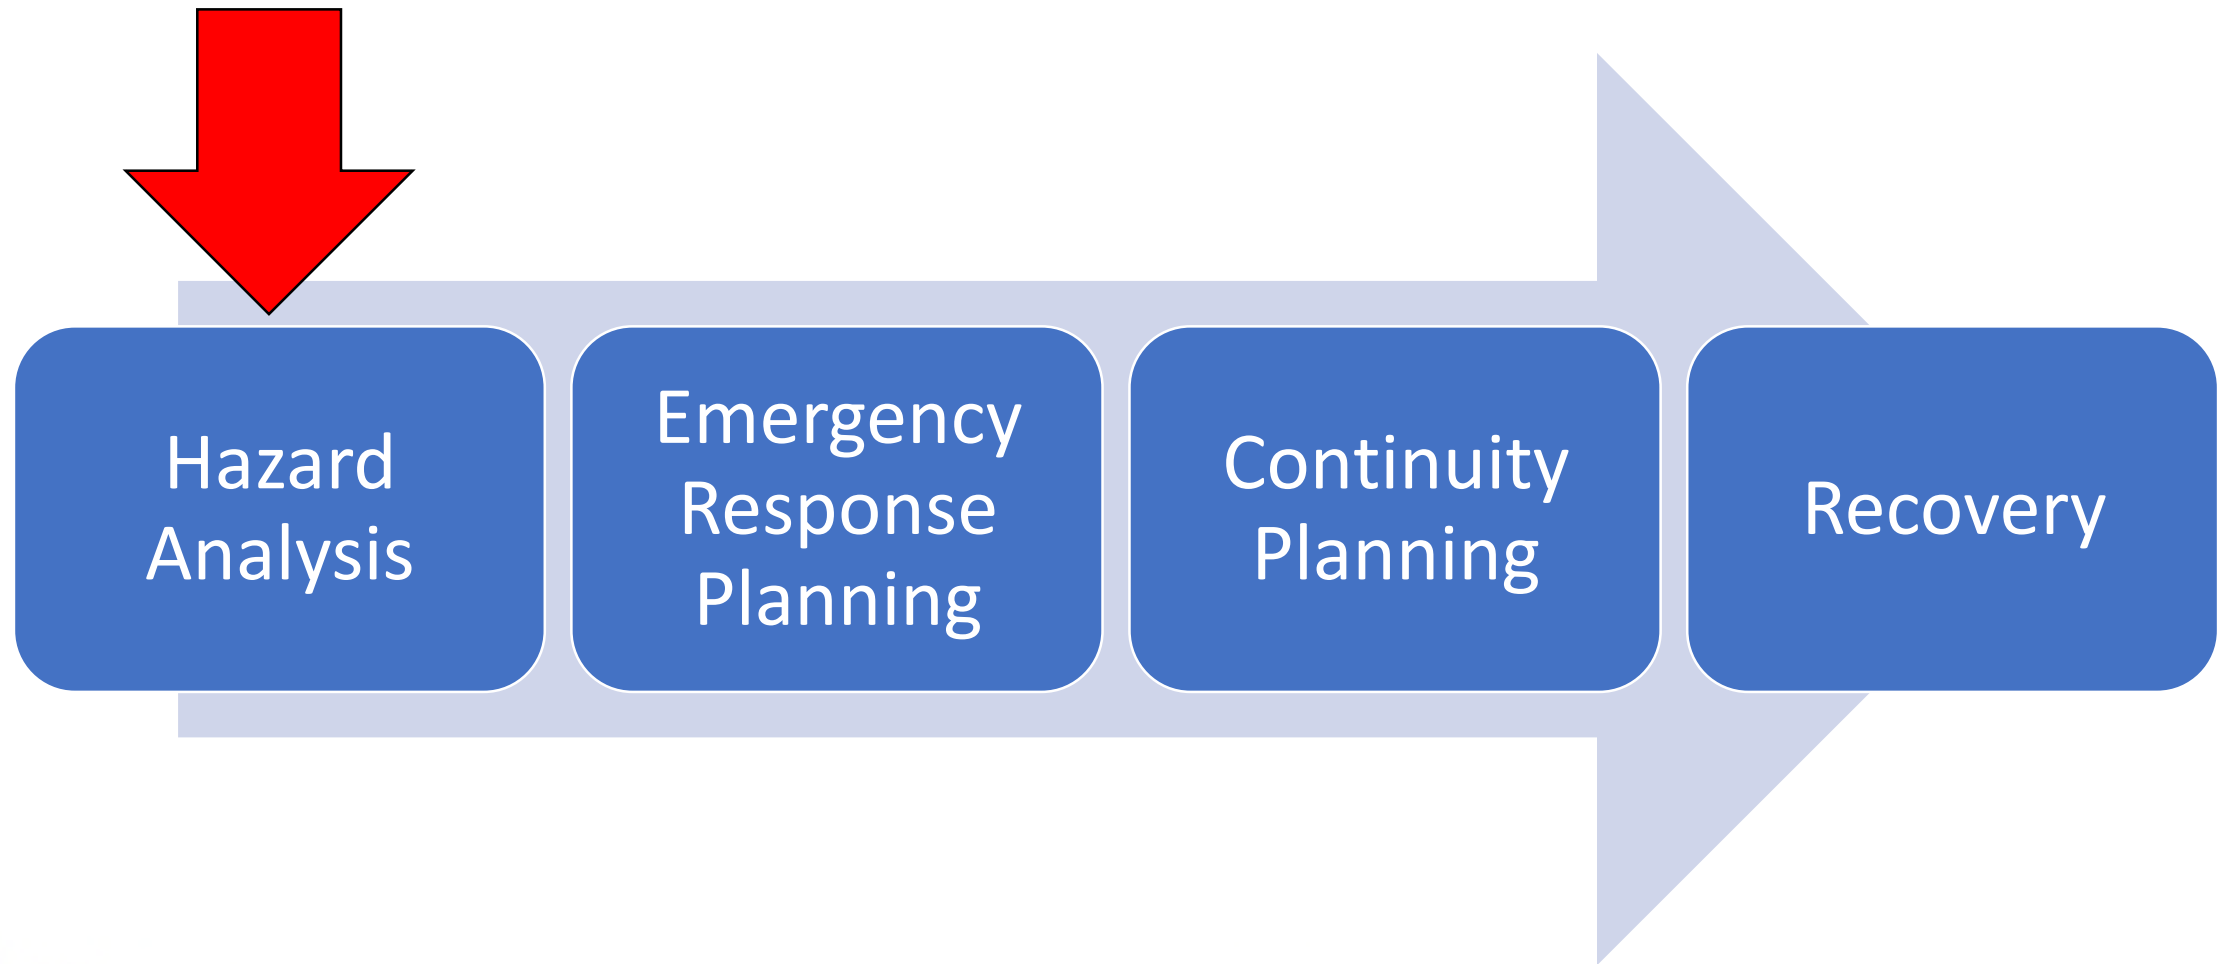 Hazard
Analysis
Emergency
Response
Planning
Continuity
Planning
Recovery